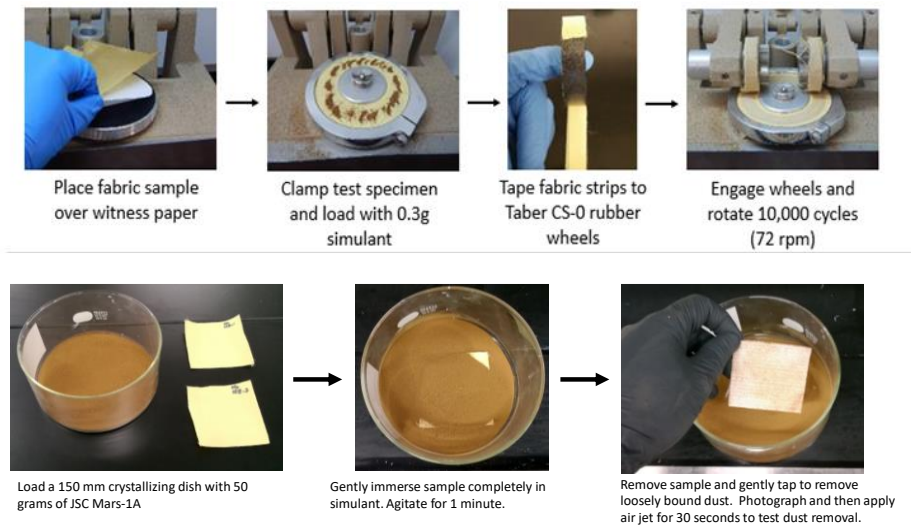 Place fabric sample
over witness paper
Clamp test specimen
and load with 0.3g
simulant
Tape fabric strips to
Taber CS-0 rubber
wheels
Engage wheels and
rotate 10,000 cycles
(72 rpm)
Load a 150 mm crystallizing dish with 50
grams of JSC Mars-1A
Gently immerse sample completely in
simulant. Agitate for 1 minute.
Remove sample and gently tap to remove
loosely bound dust.  Photograph and then apply
air jet for 30 seconds to test dust removal.